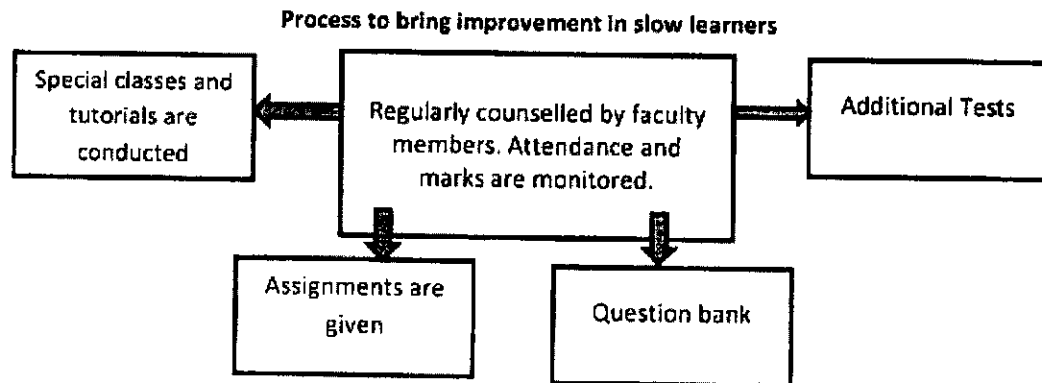 Process to bring improvement in slow learners
Special classes and
tutorials are
conducted
Regularly counselled by faculty
members. Attendance and
marks are monitored.
Additional Tests
Assignments are
given
Question bank